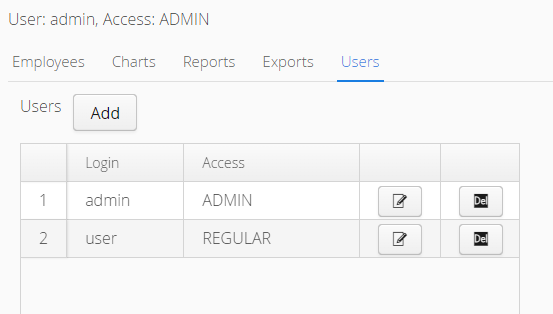 User: admin, Access: ADMIN
Employees Charts Reports Exports Users
Users Add
Login Access
1 admin ADMIN Del
2 user REGULAR Del